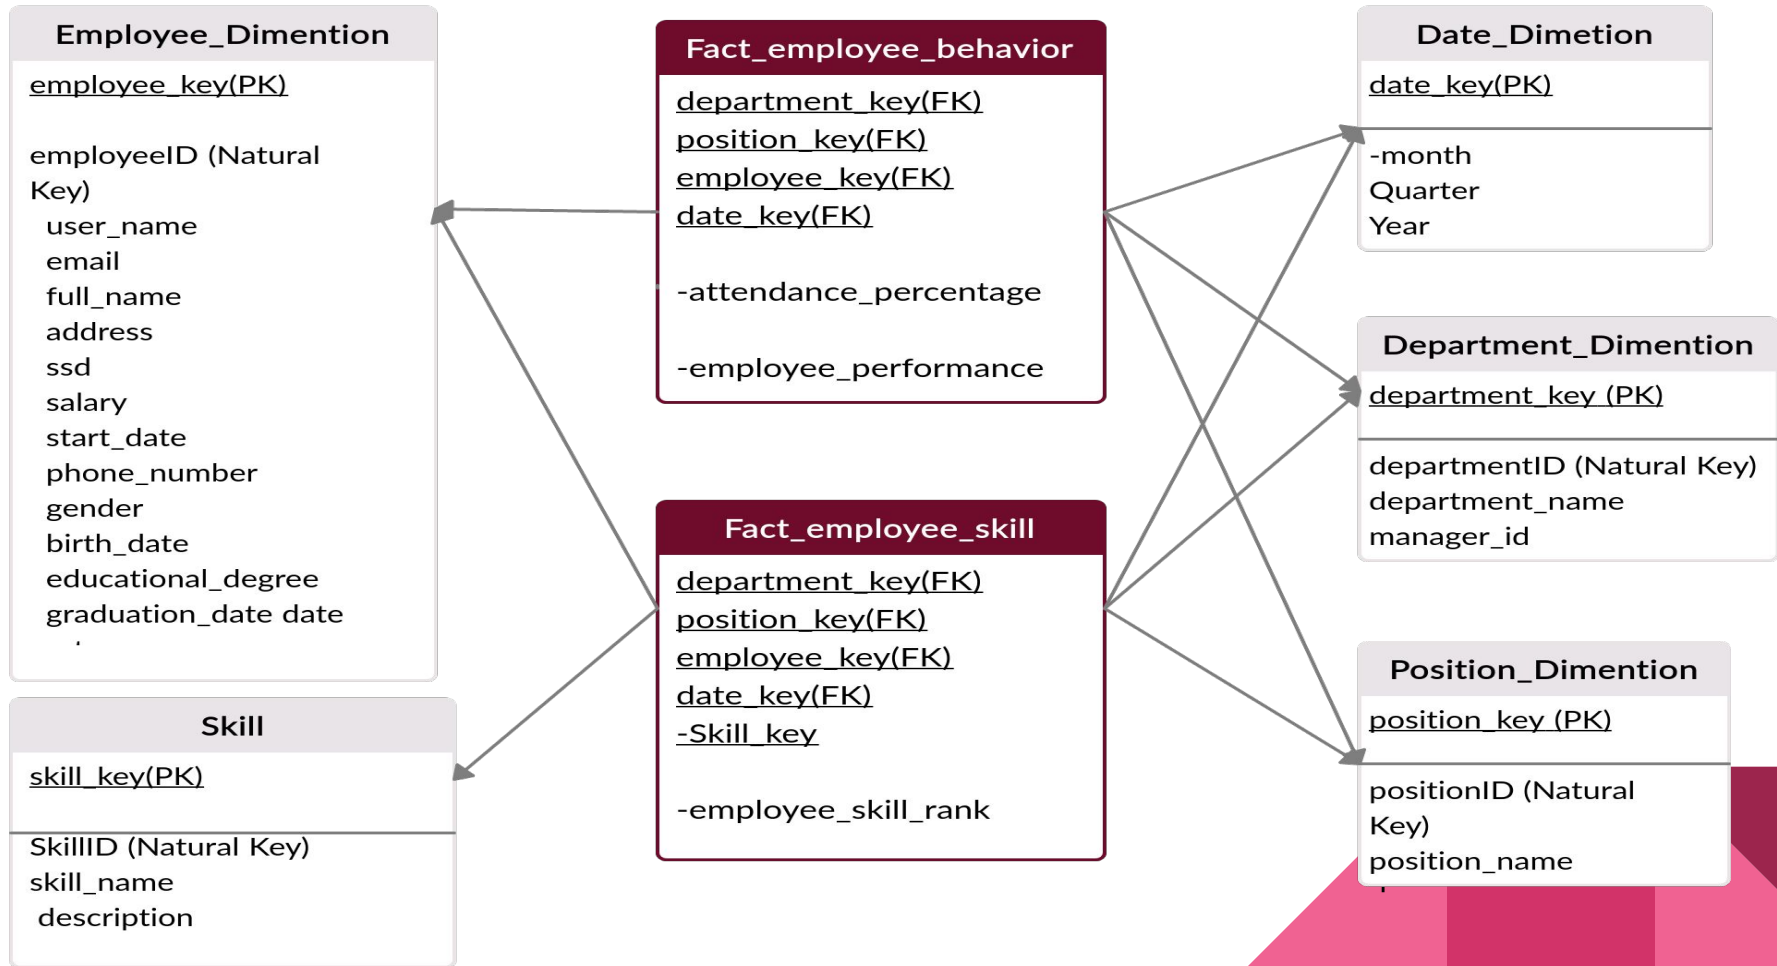 Employee_Dimention
employee_key(PK)
employeeID (Natural
Key)
user_name
email
full_name
address
ssd
salary
start_date
phone_number
gender
birth_date
educational_degree
graduation_date date
Skill
skill_key(PK)
SkillID (Natural Key)
skill_name
description
Fact_employee_behavior
department_key(FK)
position_key(FK)
employee_key(FK)
date_key(FK)
-attendance_percentage
-employee_performance
Fact_employee_skill
department_key(FK)
position_key(FK)
employee_key(FK)
date_key(FK)
-Skill_key
-employee_skill_rank
Date_Dimetion
date_key(PK)
-month
Quarter
Year
Department_Dimention
department_key (PK)
departmentID (Natural Key)
department_name
manager_id
Position_Dimention
position_key (PK)
positionID (Natural
Key)
position_name